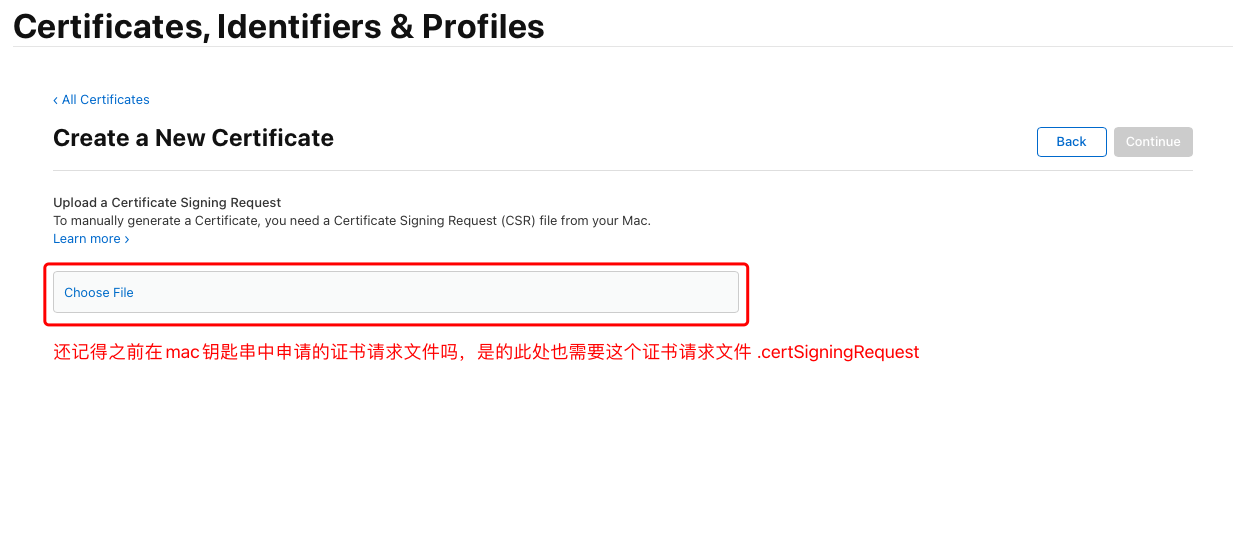 Certificates, Identifiers & Profiles
‹ All Certificates
Create a New Certificate
Back
Continue
Upload a Certificate Signing Request
To manually generate a Certificate, you need a Certificate Signing Request (CSR) file from your Mac.
Learn more ›
Choose File
还记得之前在mac钥匙串中申请的证书请求文件吗，是的此处也需要这个证书请求文件 .certSigningRequest